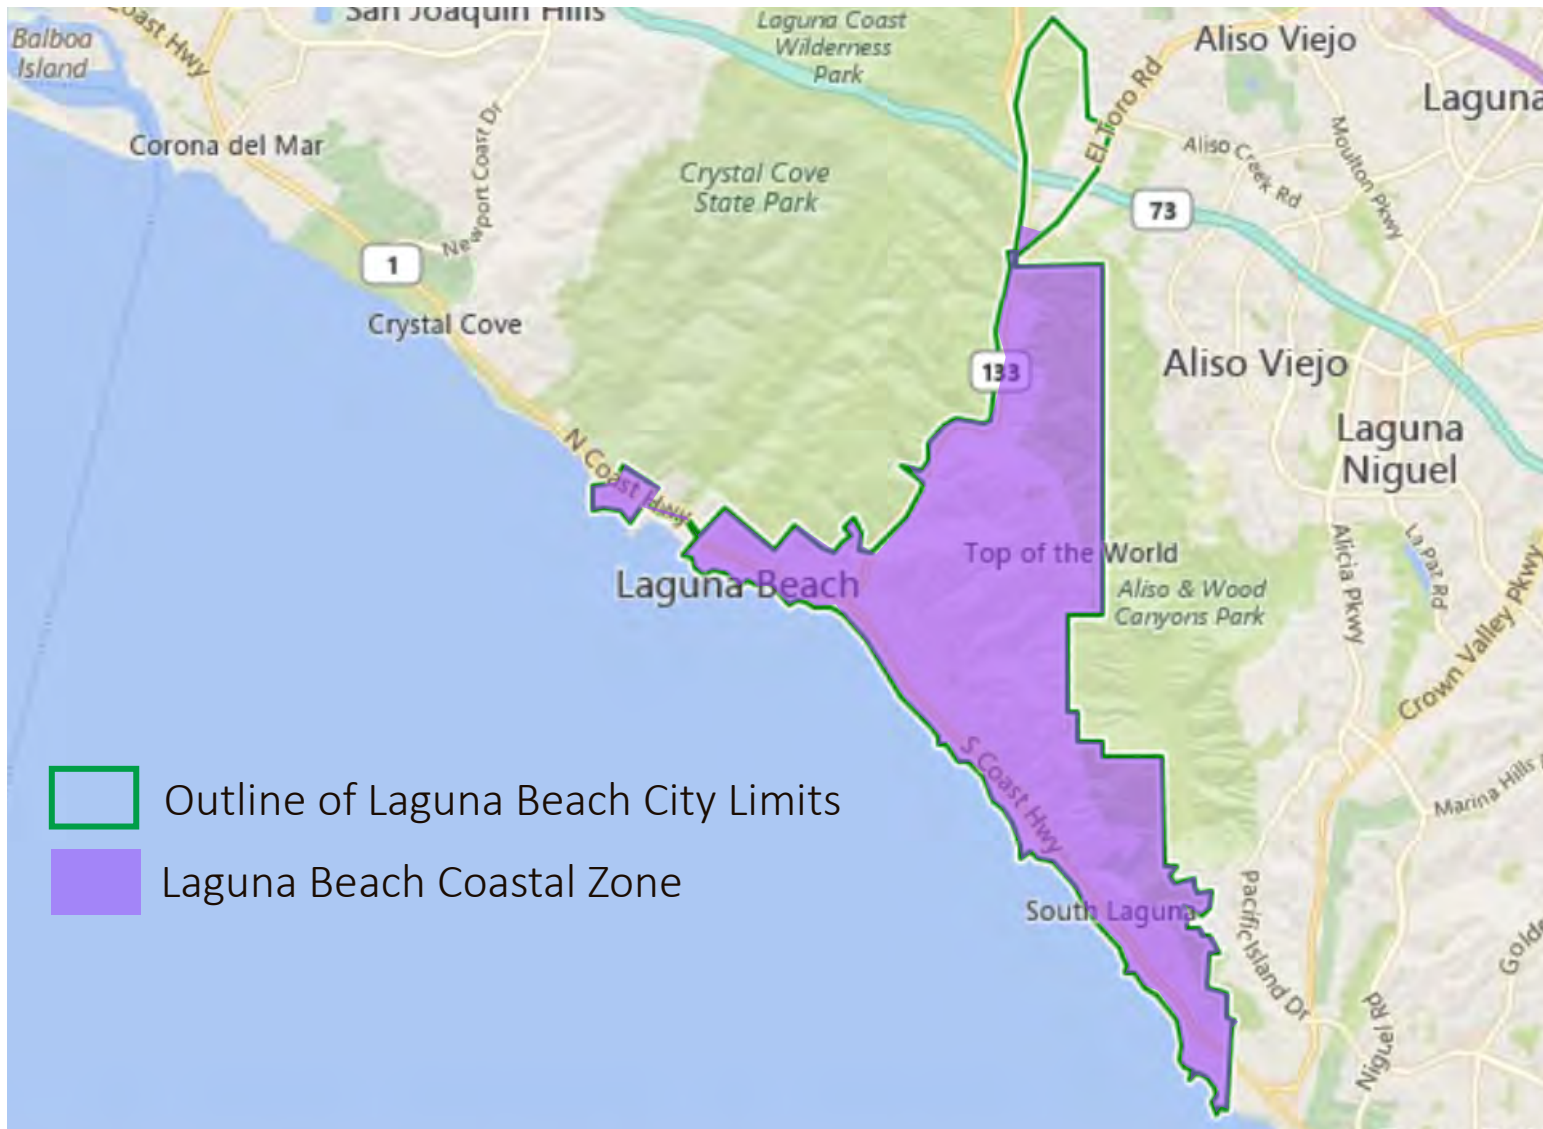 San Joaquin Hills
Laguna Coast
Wilderness
Park
Aliso Viejo
Balboa
Island
Coast Hwy
Laguna
El Toro Rd
Corona del Mar
Newport Coast Dr
Crystal Cove
State Park
Aliso Creek Rd
Moulton Pkwy
73
1
Crystal Cove
133
Aliso Viejo
Laguna
Niguel
N Coast Hwy
Top of the World
Laguna Beach
Aliso & Wood
Canyons Park
Alicia Pkwy
La Paz Rd
Crown Valley Pkwy
S Coast Hwy
Marina Hills
Outline of Laguna Beach City Limits
Laguna Beach Coastal Zone
South Laguna
Pacific Island Dr
Niguel Rd